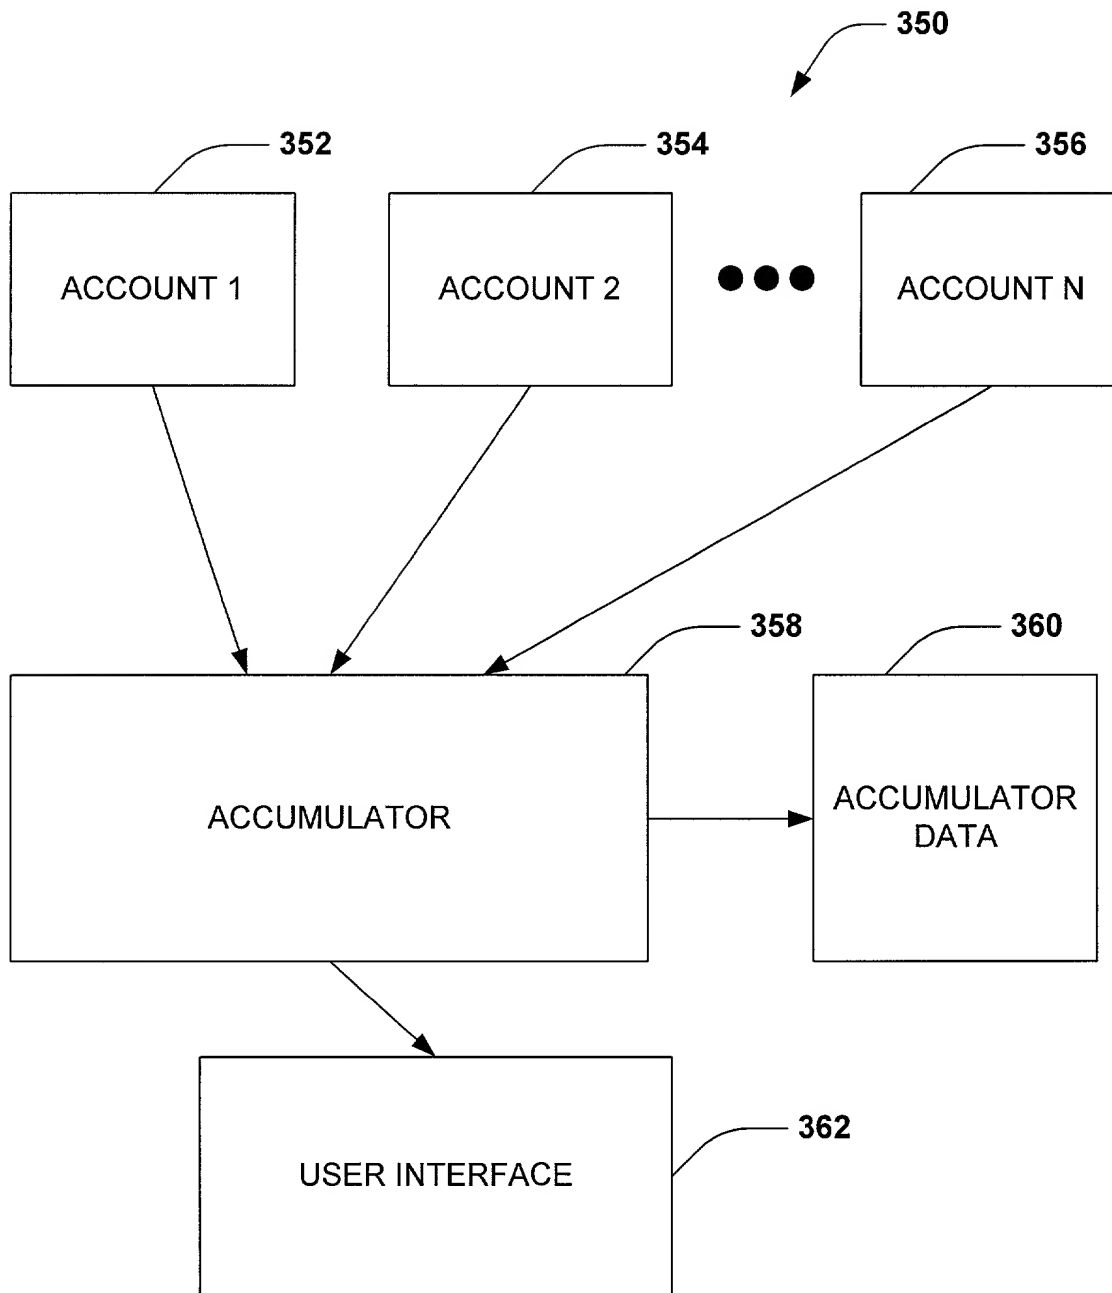 350
352
354
356
ACCOUNT 1
ACCOUNT 2
ACCOUNT N
358
360
ACCUMULATOR
ACCUMULATOR
DATA
362
USER INTERFACE